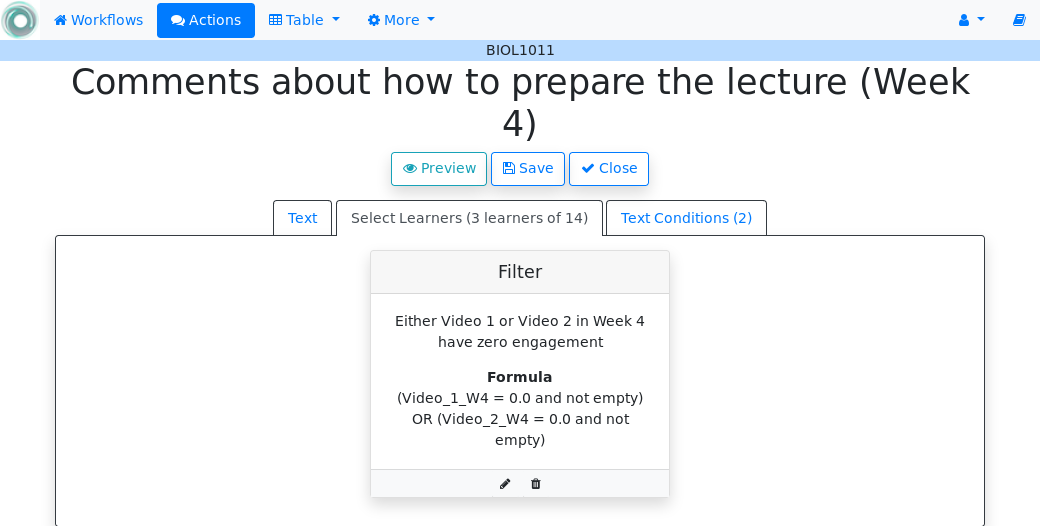 Workflows Actions Table More
BIOL1011
Comments about how to prepare the lecture (Week
4)
Preview Save Close
Text Select Learners (3 learners of 14) Text Conditions (2)
Filter
Either Video 1 or Video 2 in Week 4
have zero engagement
Formula
(Video_1_W4 = 0.0 and not empty)
OR (Video_2_W4 = 0.0 and not
empty)